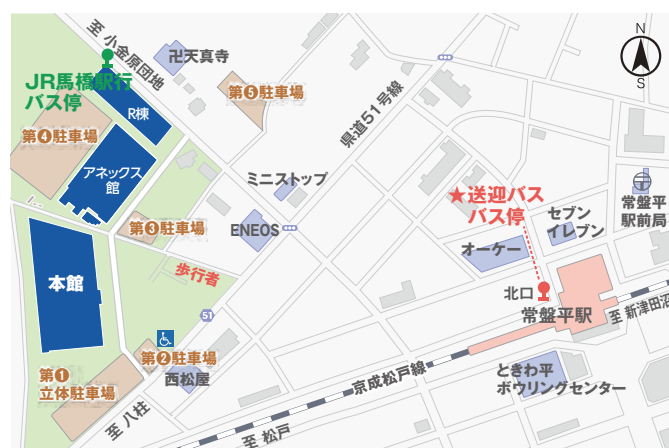 至 小金原団地
卍天真寺
N
S
JR馬橋駅行
バス停
R棟
第5駐車場
県道51号線
第4駐車場
アネックス
館
ミニストップ
★送迎バス
バス停
セブン
イレブン
常盤平
駅前局
第3駐車場
ENEOS
オーケー
歩行者
本館
北口
常盤平駅
至 新津田沼
51
第2駐車場
西松屋
第1
立体駐車場
京成松戸線
ときわ平
ボウリングセンター
至 八柱
至 松戸